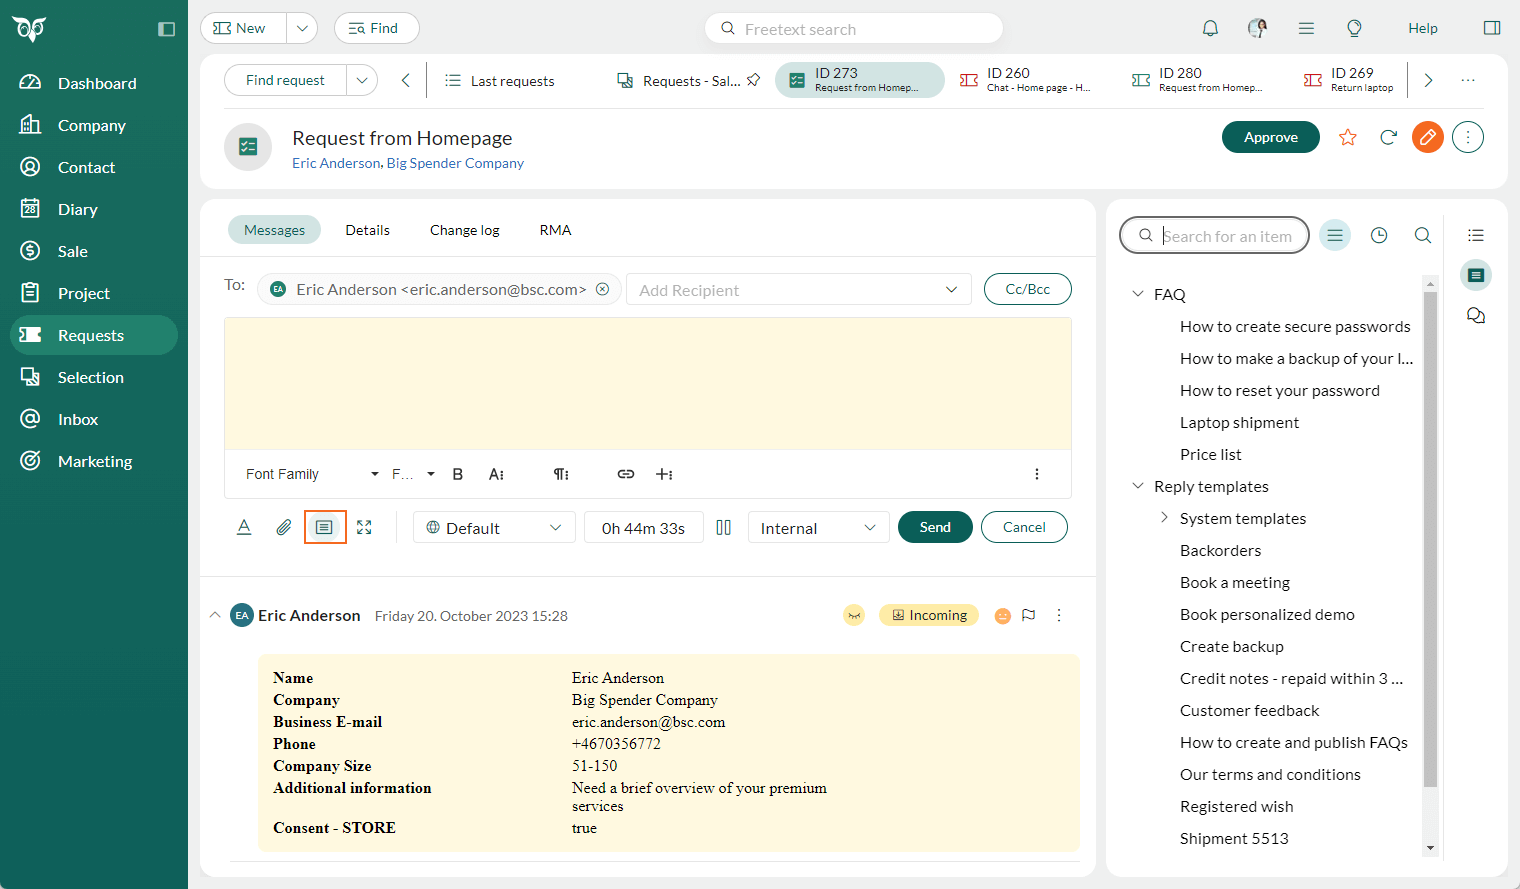 New
Find
Freetext search
Help
Dashboard
Company
Contact
28
Diary
Sale
Project
Requests
Selection
Inbox
Marketing
Find request
Last requests
Requests - Sal...
ID 273
Request from Homep...
ID 260
Chat - Home page - H...
ID 280
Request from Homep...
ID 269
Return laptop
Request from Homepage
Eric Anderson, Big Spender Company
Approve
Messages
Details
Change log
RMA
To:
EA
Eric Anderson <eric.anderson@bsc.com>
Add Recipient
Cc/Bcc
Font Family
F...
B
A
Default
0h 44m 33s
Internal
Send
Cancel
EA
Eric Anderson
Friday 20. October 2023 15:28
Incoming
Name Eric Anderson
Company Big Spender Company
Business E-mail eric.anderson@bsc.com
Phone +4670356772
Company Size 51-150
Additional information Need a brief overview of your premium
services
Consent - STORE true
Search for an item
FAQ
How to create secure passwords
How to make a backup of your l...
How to reset your password
Laptop shipment
Price list
Reply templates
System templates
Backorders
Book a meeting
Book personalized demo
Create backup
Credit notes - repaid within 3 ...
Customer feedback
How to create and publish FAQs
Our terms and conditions
Registered wish
Shipment 5513